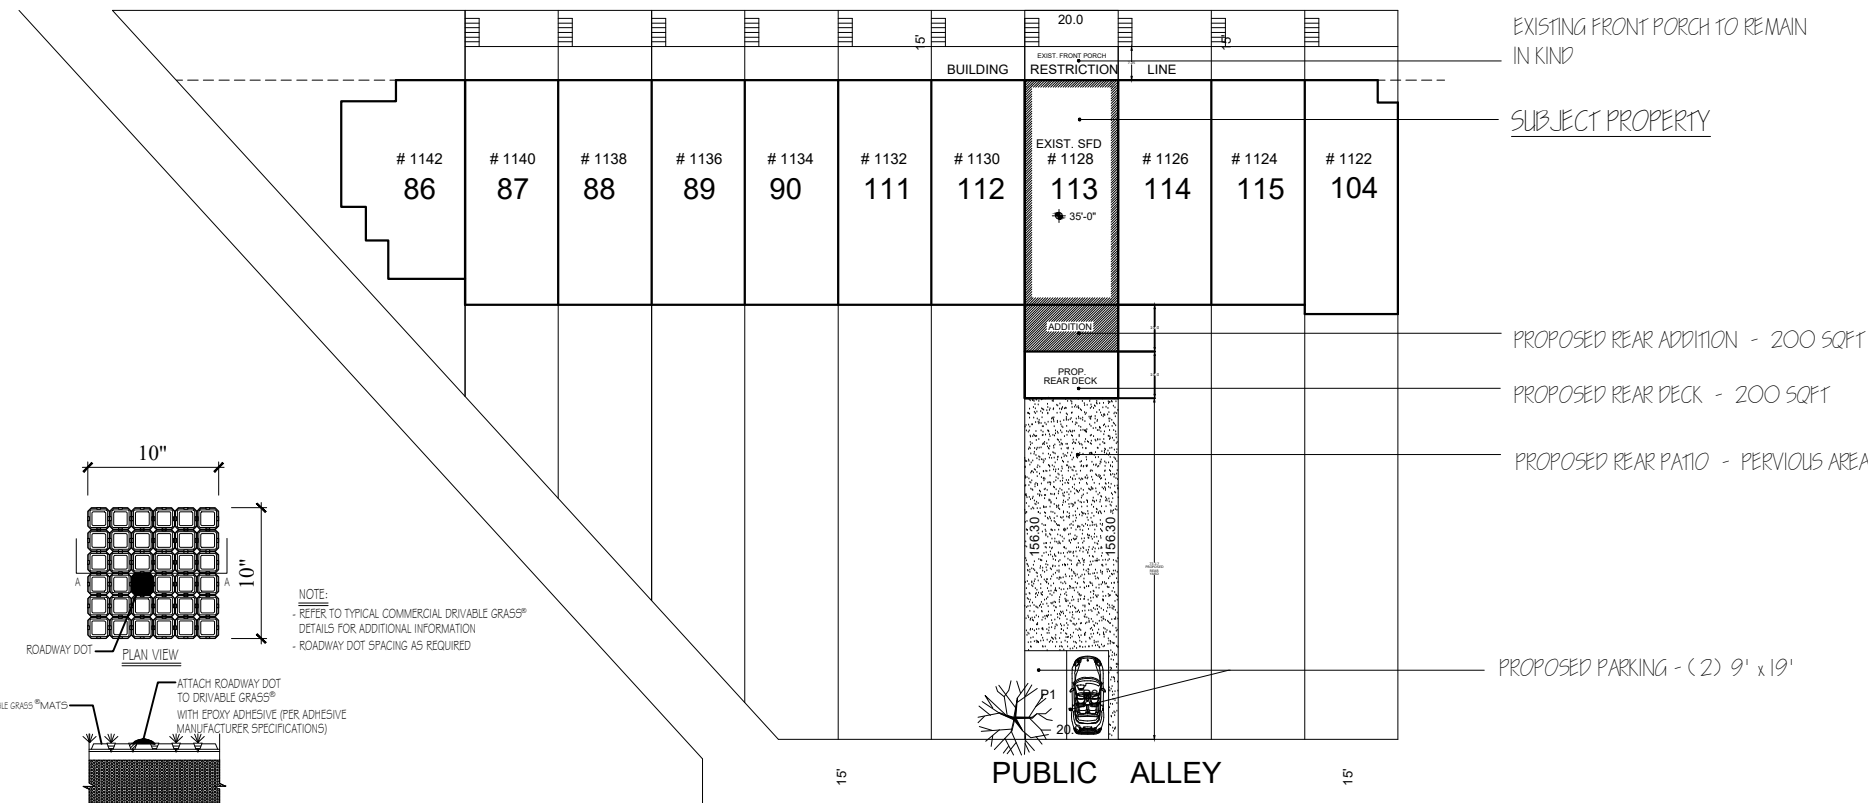 20.0
15'
15'
EXISTING FRONT PORCH TO REMAIN
IN KIND
EXIST. FRONT PORCH
BUILDING RESTRICTION LINE
SUBJECT PROPERTY
EXIST. SFD
# 1142
# 1140
# 1138
# 1136
# 1134
# 1132
# 1130
# 1128
# 1126
# 1124
# 1122
86
87
88
89
90
111
112
113
114
115
104
35'-0"
ADDITION
PROPOSED REAR ADDITION - 200 SQFT
PROP.
REAR DECK
PROPOSED REAR DECK - 200 SQFT
PROPOSED REAR PATIO - PERVIOUS AREA
156.30
156.30
10"
10"
A
A
ROADWAY DOT
PLAN VIEW
NOTE:
- REFER TO TYPICAL COMMERCIAL DRIVABLE GRASS®
DETAILS FOR ADDITIONAL INFORMATION
- ROADWAY DOT SPACING AS REQUIRED
PROPOSED PARKING - (2) 9' x 19'
P1
ATTACH ROADWAY DOT
TO DRIVABLE GRASS®
WITH EPOXY ADHESIVE (PER ADHESIVE
MANUFACTURER SPECIFICATIONS)
GRASS ®MATS
PUBLIC ALLEY
15'
15'